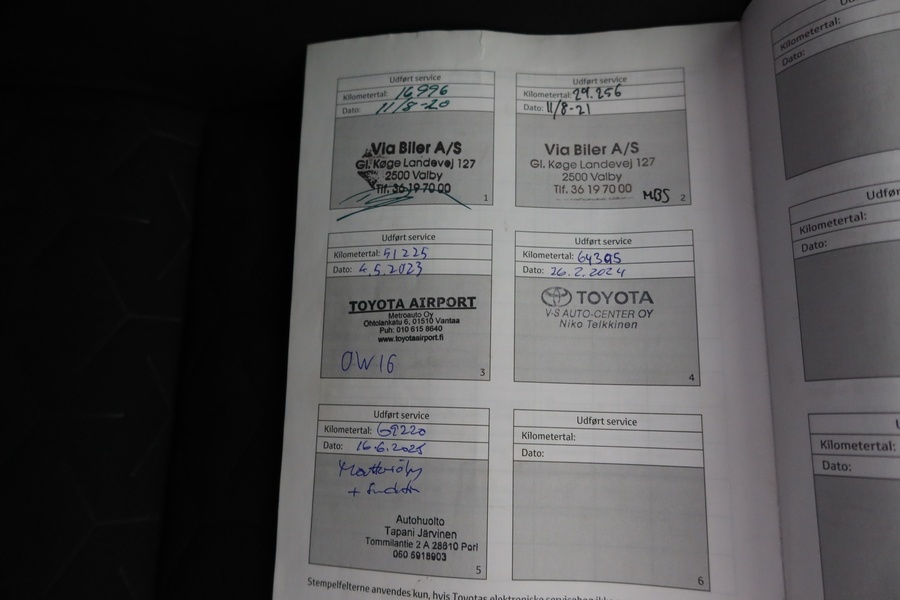 Udført service
Kilometertal: 16996
Dato: 11/8-20
Via Biler A/S
Gl. Køge Landevej 127
2500 Valby
Tlf. 36 19 70 00
1
Udført service
Kilometertal: 29.256
Dato: 11/8-21
Via Biler A/S
Gl. Køge Landevej 127
2500 Valby
Tlf. 36 19 70 00
MBS 2
Udført service
Kilometertal: 51225
Dato: 4.5.2023
TOYOTA AIRPORT
Metroauto Oy
Ohtolankatu 6, 01510 Vantaa
Puh: 010 615 8640
www.toyotaairport.fi
OW16
3
Udført service
Kilometertal: 64395
Dato: 26.2.2024
TOYOTA
V-S AUTO-CENTER OY
Niko Telkkinen
4
Udført service
Kilometertal: 69220
Dato: 16.6.2025
Autohuolto
Tapani Järvinen
Tommilantie 2 A 28610 Pori
050 5918903
5
Udført service
Kilometertal:
Dato:
6
Stempelfelterne anvendes kun, hvis Toyotas elektroniske
Kilometertal:
Dato:
Kilometertal:
Dato:
Kilometertal:
Dato: